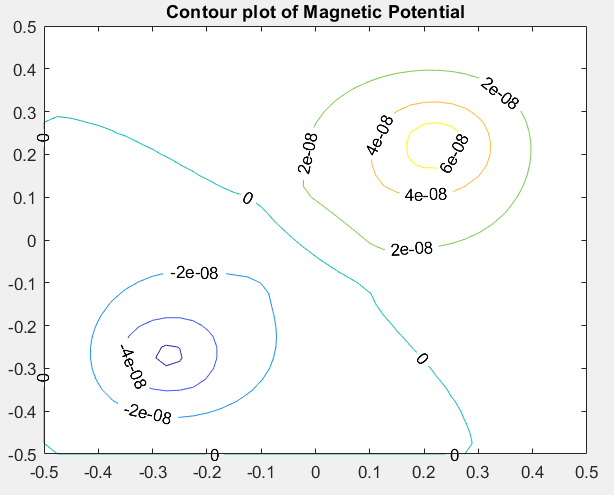 Contour plot of Magnetic Potential
0.5
0.4
0.3
0.2
0.1
0
-0.1
-0.2
-0.3
-0.4
-0.5
2e-08
0
2e-08
4e-08
6e-08
4e-08
0
2e-08
-2e-08
0
-4e-08
0
-2e-08
0
0
-0.5 -0.4 -0.3 -0.2 -0.1 0 0.1 0.2 0.3 0.4 0.5